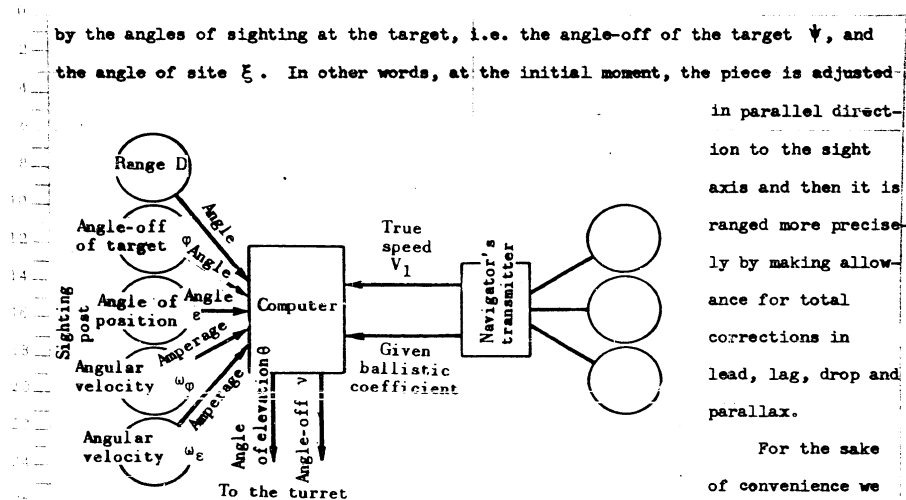 by the angles of sighting at the target, i.e. the angle-off of the target ψ, and
the angle of site ξ. In other words, at the initial moment, the piece is adjusted
in parallel direct-
ion to the sight
axis and then it is
ranged more precise-
ly by making allow-
ance for total
corrections in
lead, lag, drop and
parallax.
For the sake
of convenience we
Sighting
post
Range D
Angle
Angle-off
of target
φ Angle
Angle of
position
Angle
ε
Angular
velocity
ω_φ
Amperage
Angular
velocity
ω_ε
Amperage
Computer
Angle
of elevation θ
Angle-off ν
To the turret
True
speed
V₁
Given
ballistic
coefficient
Navigator's
transmitter